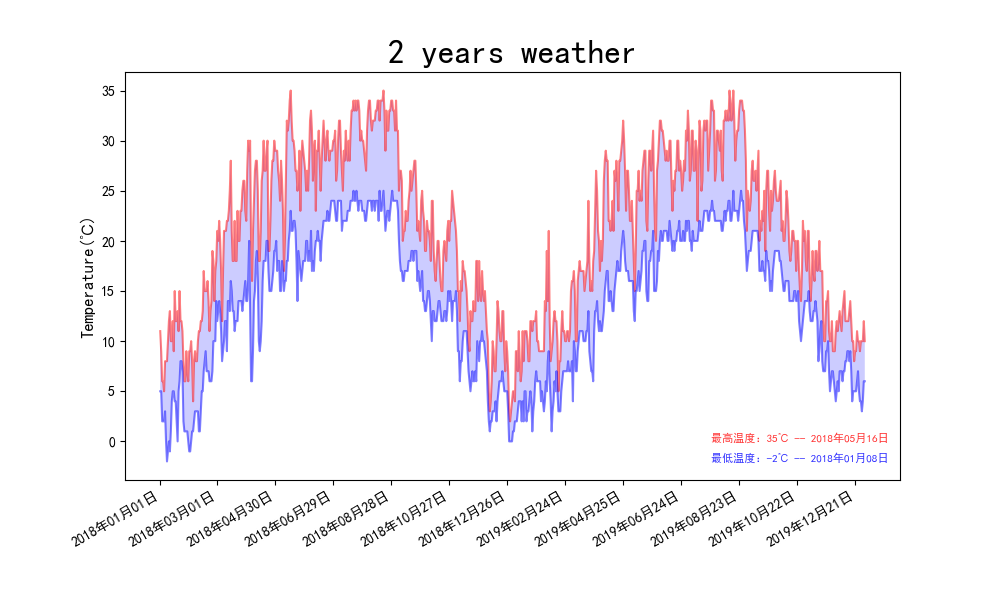 2 years weather
Temperature(℃)
35
30
25
20
15
10
5
0
最高温度: 35℃ -- 2018年05月16日
最低温度: -2℃ -- 2018年01月08日
2018年01月01日
2018年03月01日
2018年04月30日
2018年06月29日
2018年08月28日
2018年10月27日
2018年12月26日
2019年02月24日
2019年04月25日
2019年06月24日
2019年08月23日
2019年10月22日
2019年12月21日